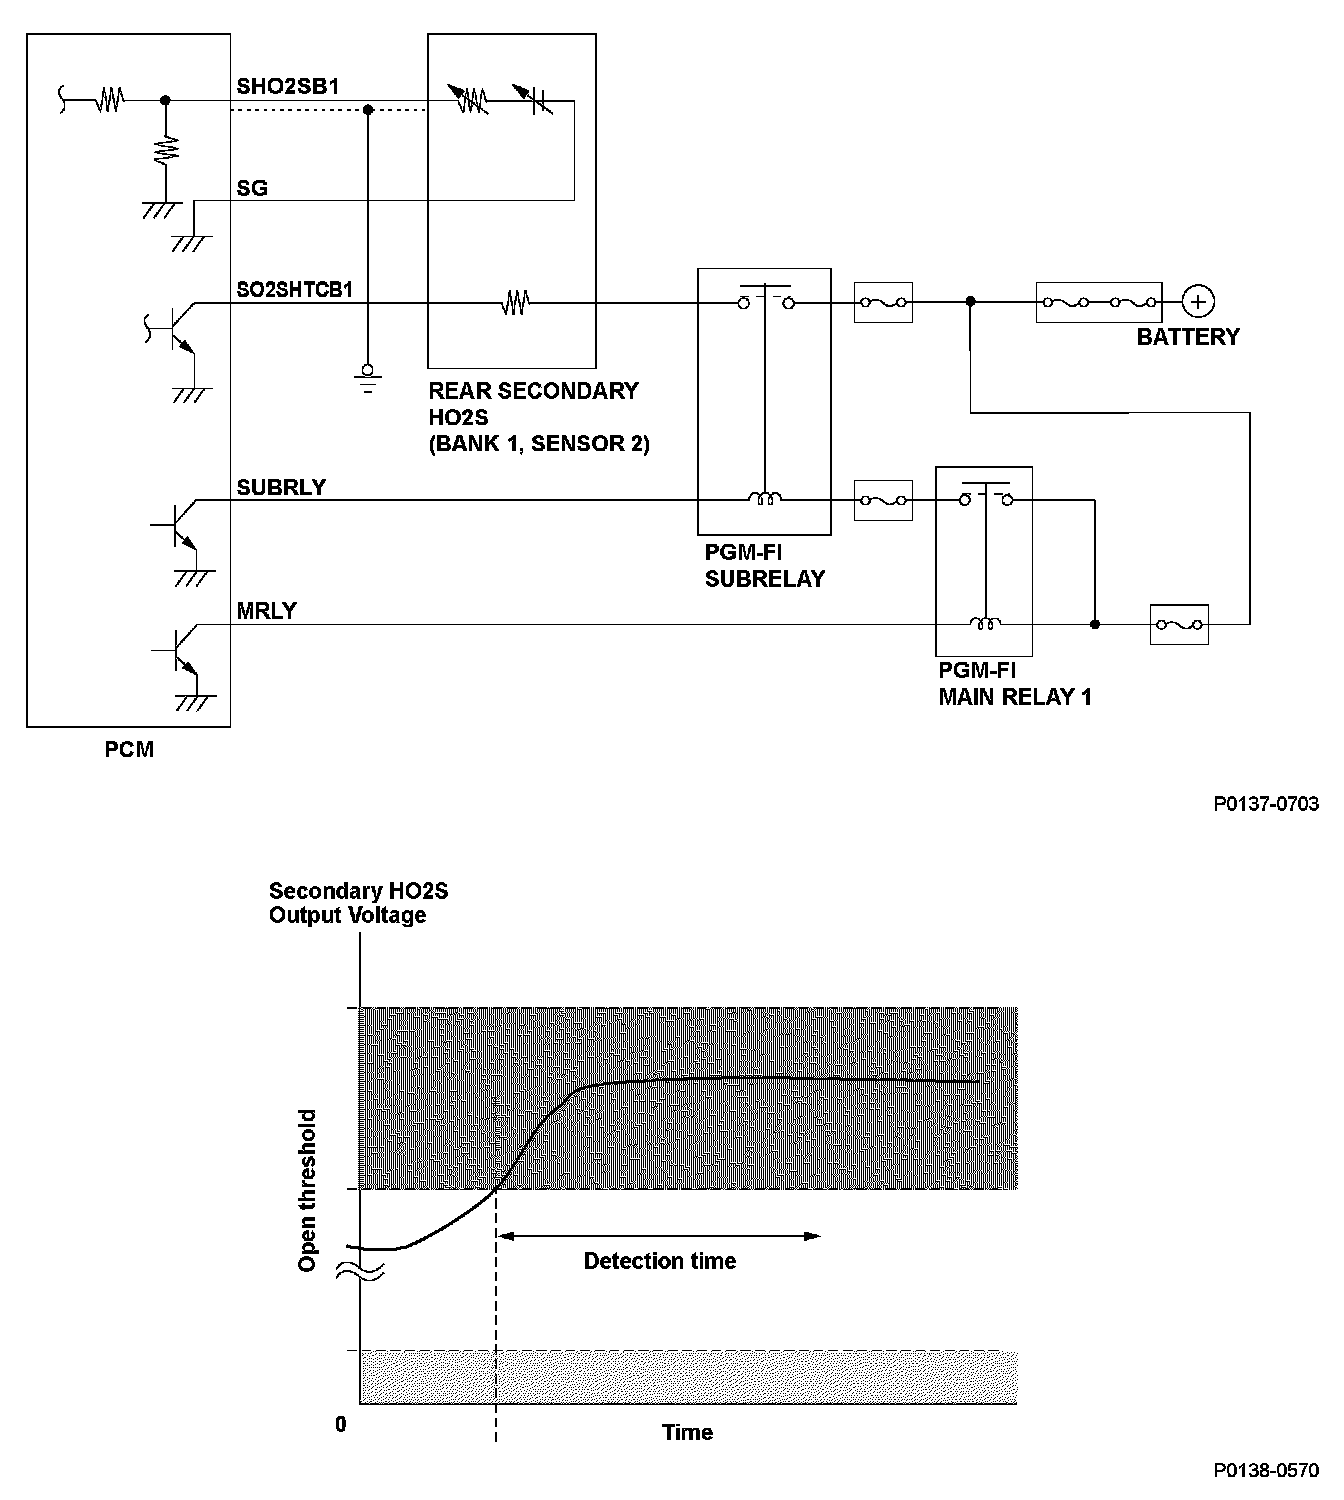 SHO2SB1
SG
SO2SHTCB1
BATTERY
REAR SECONDARY
HO2S
(BANK 1, SENSOR 2)
SUBRLY
PGM-FI
SUBRELAY
MRLY
PGM-FI
MAIN RELAY 1
PCM
P0137-0703
Secondary HO2S
Output Voltage
Open threshold
Detection time
0
Time
P0138-0570